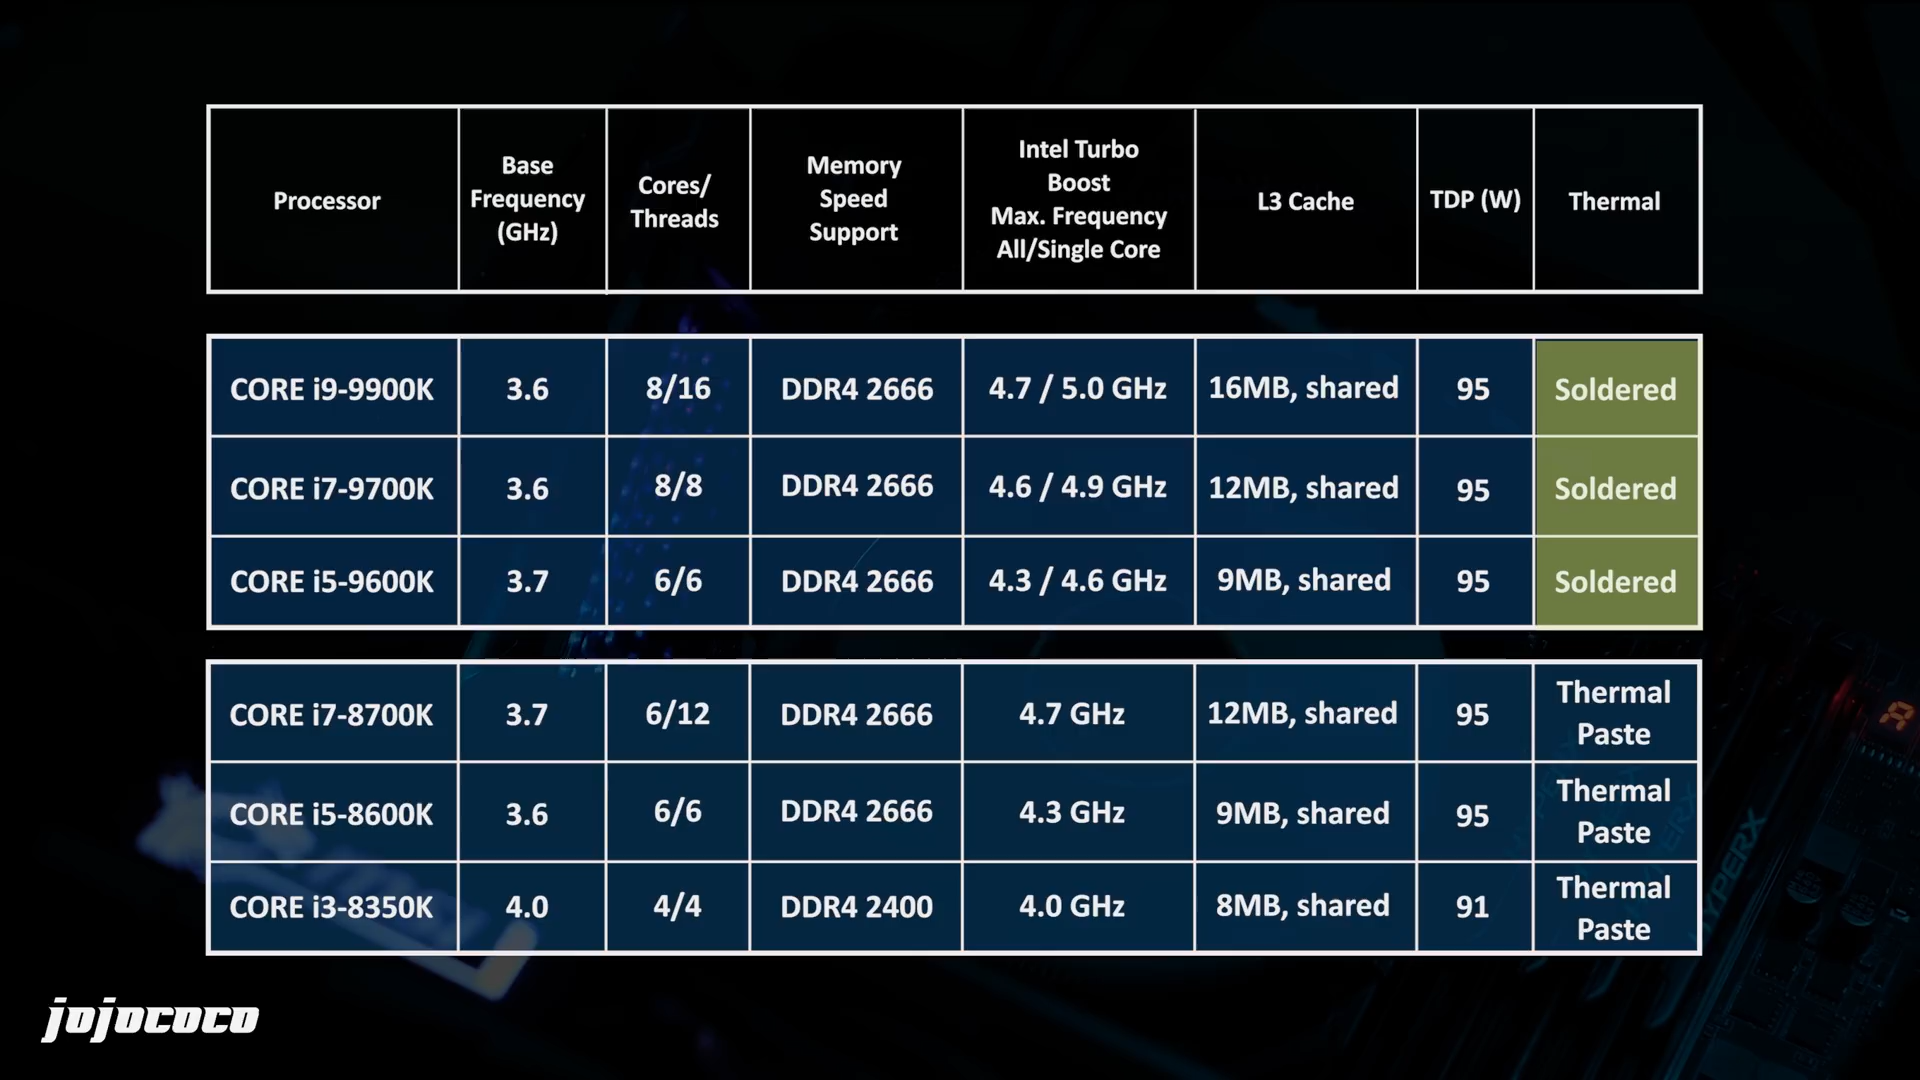 Processor
Base
Frequency
(GHz)
Cores/
Threads
Memory
Speed
Support
Intel Turbo
Boost
Max. Frequency
All/Single Core
L3 Cache
TDP (W)
Thermal
CORE i9-9900K 3.6 8/16 DDR4 2666 4.7 / 5.0 GHz 16MB, shared 95 Soldered
CORE i7-9700K 3.6 8/8 DDR4 2666 4.6 / 4.9 GHz 12MB, shared 95 Soldered
CORE i5-9600K 3.7 6/6 DDR4 2666 4.3 / 4.6 GHz 9MB, shared 95 Soldered
CORE i7-8700K 3.7 6/12 DDR4 2666 4.7 GHz 12MB, shared 95 Thermal
Paste
CORE i5-8600K 3.6 6/6 DDR4 2666 4.3 GHz 9MB, shared 95 Thermal
Paste
CORE i3-8350K 4.0 4/4 DDR4 2400 4.0 GHz 8MB, shared 91 Thermal
Paste
HYPERX
jojococo